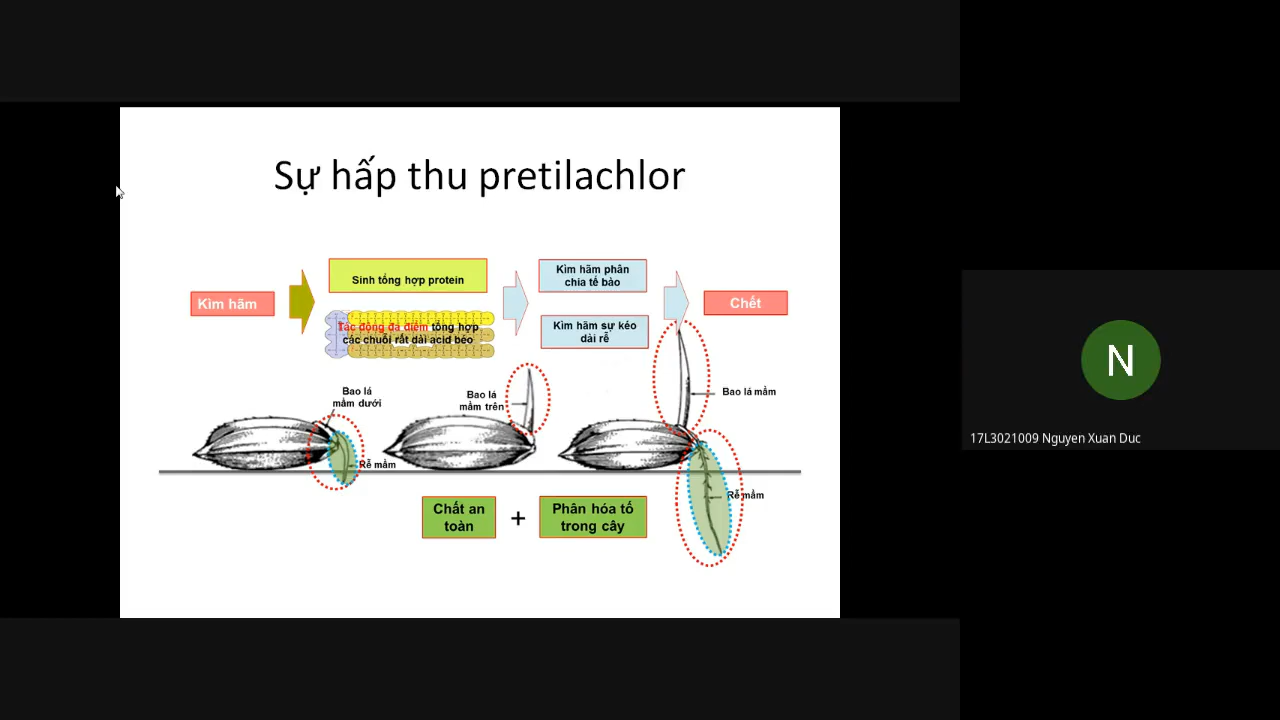 Sự hấp thu pretilachlor
Kìm hãm
Sinh tổng hợp protein
Tác động đa điểm tổng hợp
các chuỗi rất dài acid béo
Kìm hãm phân
chia tế bào
Kìm hãm sự kéo
dài rễ
Chết
Bao lá
mầm dưới
Rễ mầm
Bao lá
mầm trên
Bao lá mầm
Rễ mầm
Chất an
toàn
+
Phân hóa tố
trong cây
N
17L3021009 Nguyen Xuan Duc